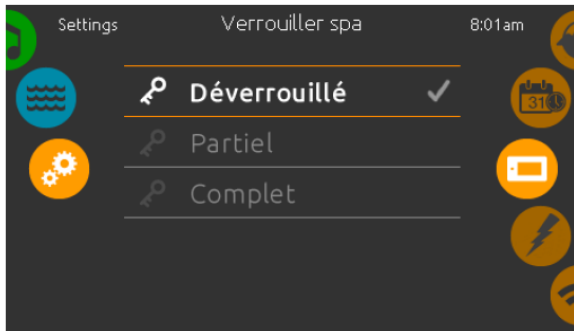 Settings
Verrouiller spa
8:01am
Déverrouillé
31
Partiel
Complet